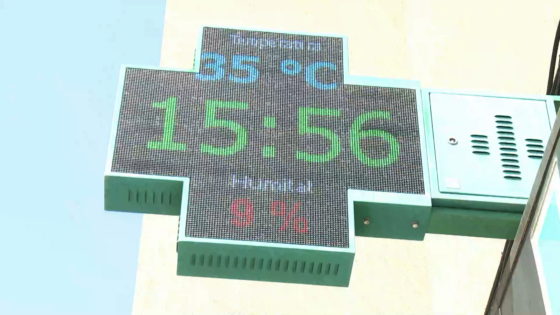 Temperatura
35 °C
15:56
Humitat
9 %